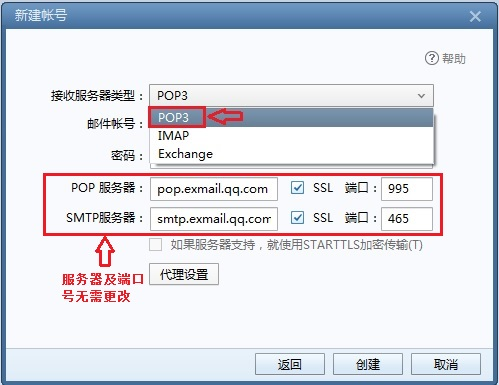 新建帐号
帮助
接收服务器类型： POP3
邮件帐号： POP3
IMAP
密码：
Exchange
POP 服务器： pop.exmail.qq.com SSL 端口： 995
SMTP服务器： smtp.exmail.qq.com SSL 端口： 465
如果服务器支持，就使用STARTTLS加密传输(T)
服务器及端口
号无需更改
代理设置
返回 创建 取消